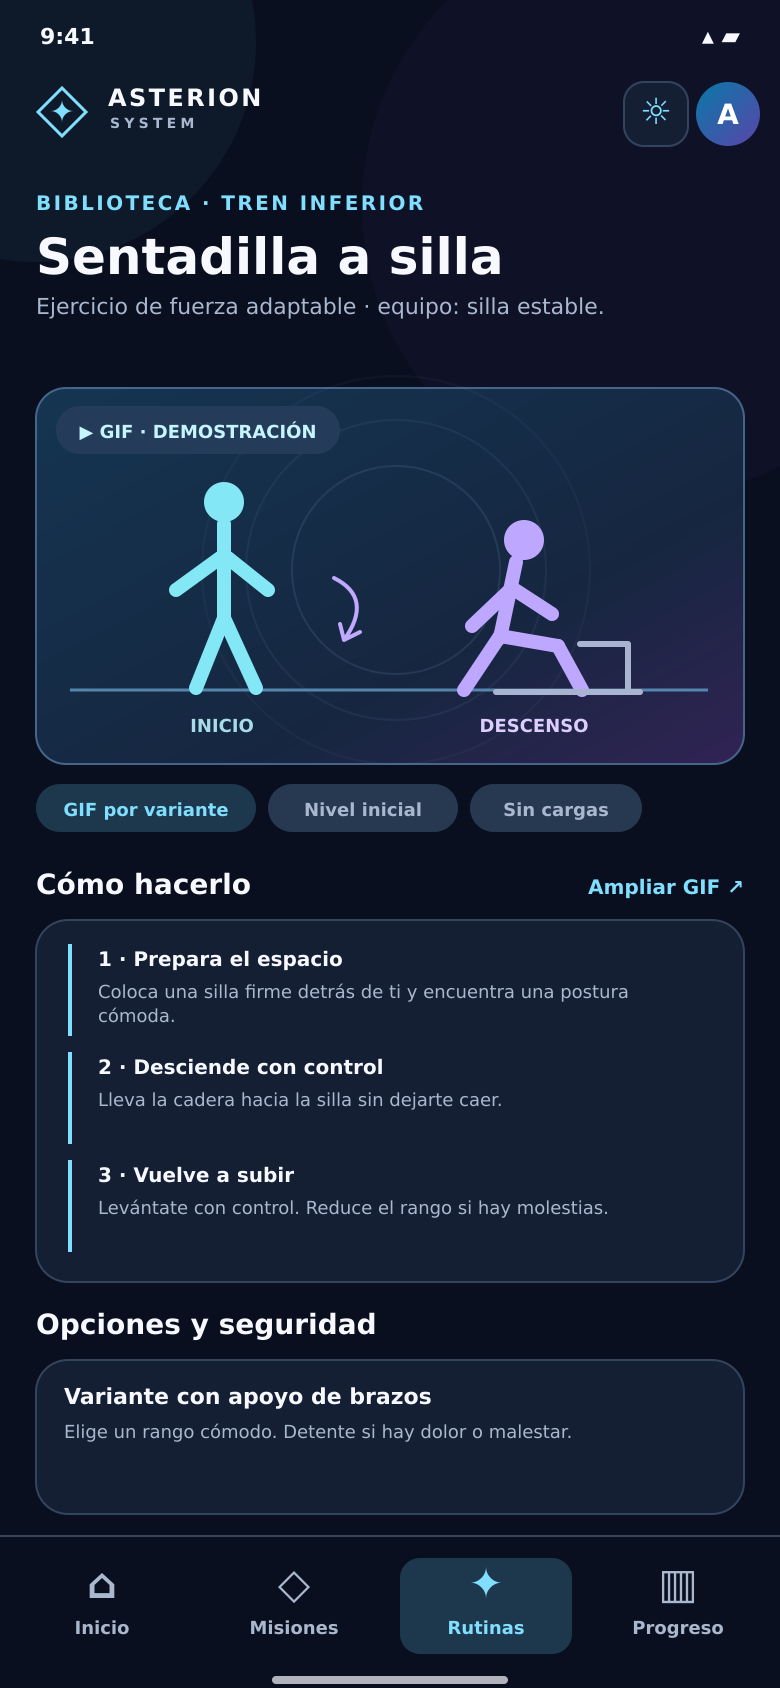 9:41
ASTERION
SYSTEM
A
BIBLIOTECA · TREN INFERIOR
Sentadilla a silla
Ejercicio de fuerza adaptable · equipo: silla estable.
▶ GIF · DEMOSTRACIÓN
INICIO
DESCENSO
GIF por variante
Nivel inicial
Sin cargas
Cómo hacerlo
Ampliar GIF ↗
1 · Prepara el espacio
Coloca una silla firme detrás de ti y encuentra una postura
cómoda.
2 · Desciende con control
Lleva la cadera hacia la silla sin dejarte caer.
3 · Vuelve a subir
Levántate con control. Reduce el rango si hay molestias.
Opciones y seguridad
Variante con apoyo de brazos
Elige un rango cómodo. Detente si hay dolor o malestar.
Inicio
Misiones
Rutinas
Progreso